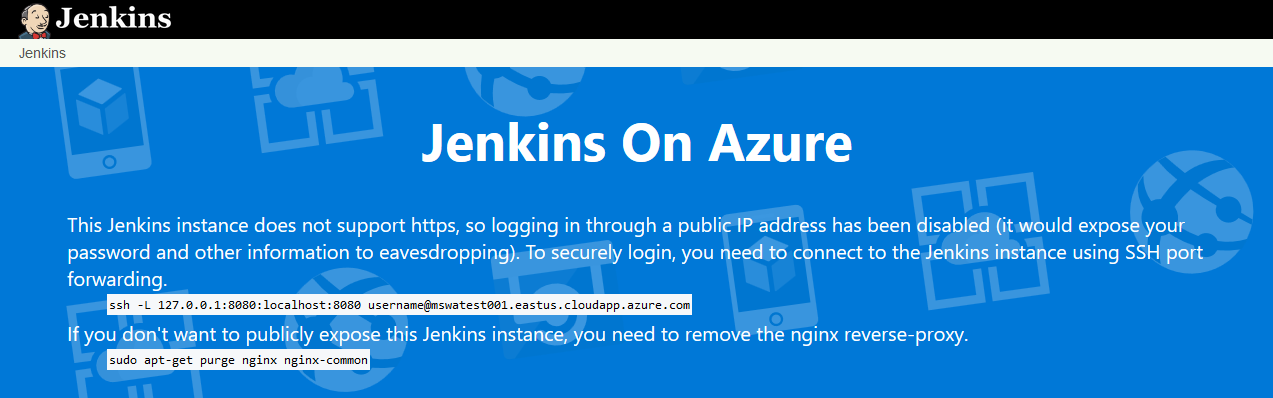 Jenkins
Jenkins
Jenkins On Azure
This Jenkins instance does not support https, so logging in through a public IP address has been disabled (it would expose your
password and other information to eavesdropping). To securely login, you need to connect to the Jenkins instance using SSH port
forwarding.
ssh -L 127.0.0.1:8080:localhost:8080 username@mswatest001.eastus.cloudapp.azure.com
If you don't want to publicly expose this Jenkins instance, you need to remove the nginx reverse-proxy.
sudo apt-get purge nginx nginx-common